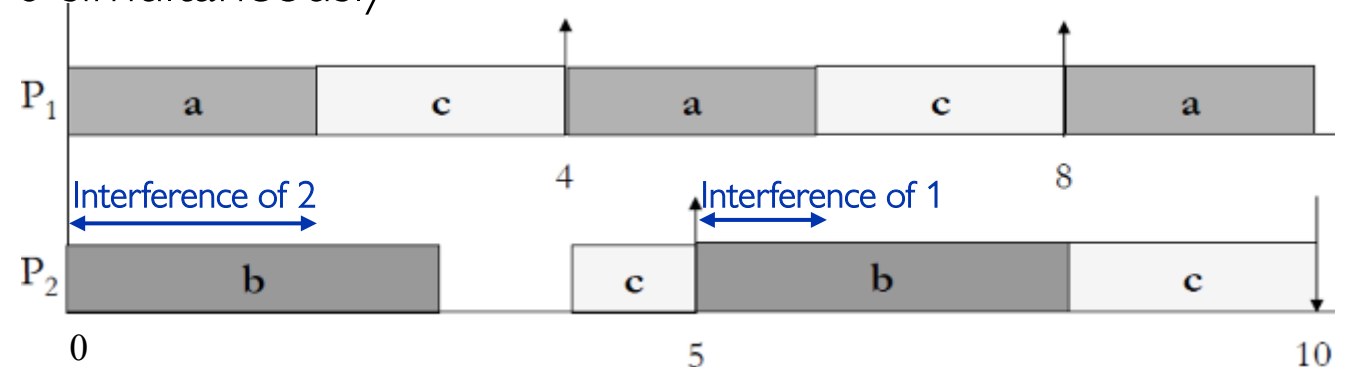 P₁ a c a c a
4 8
Interference of 2 Interference of 1
P₂ b c b c
0 5 10